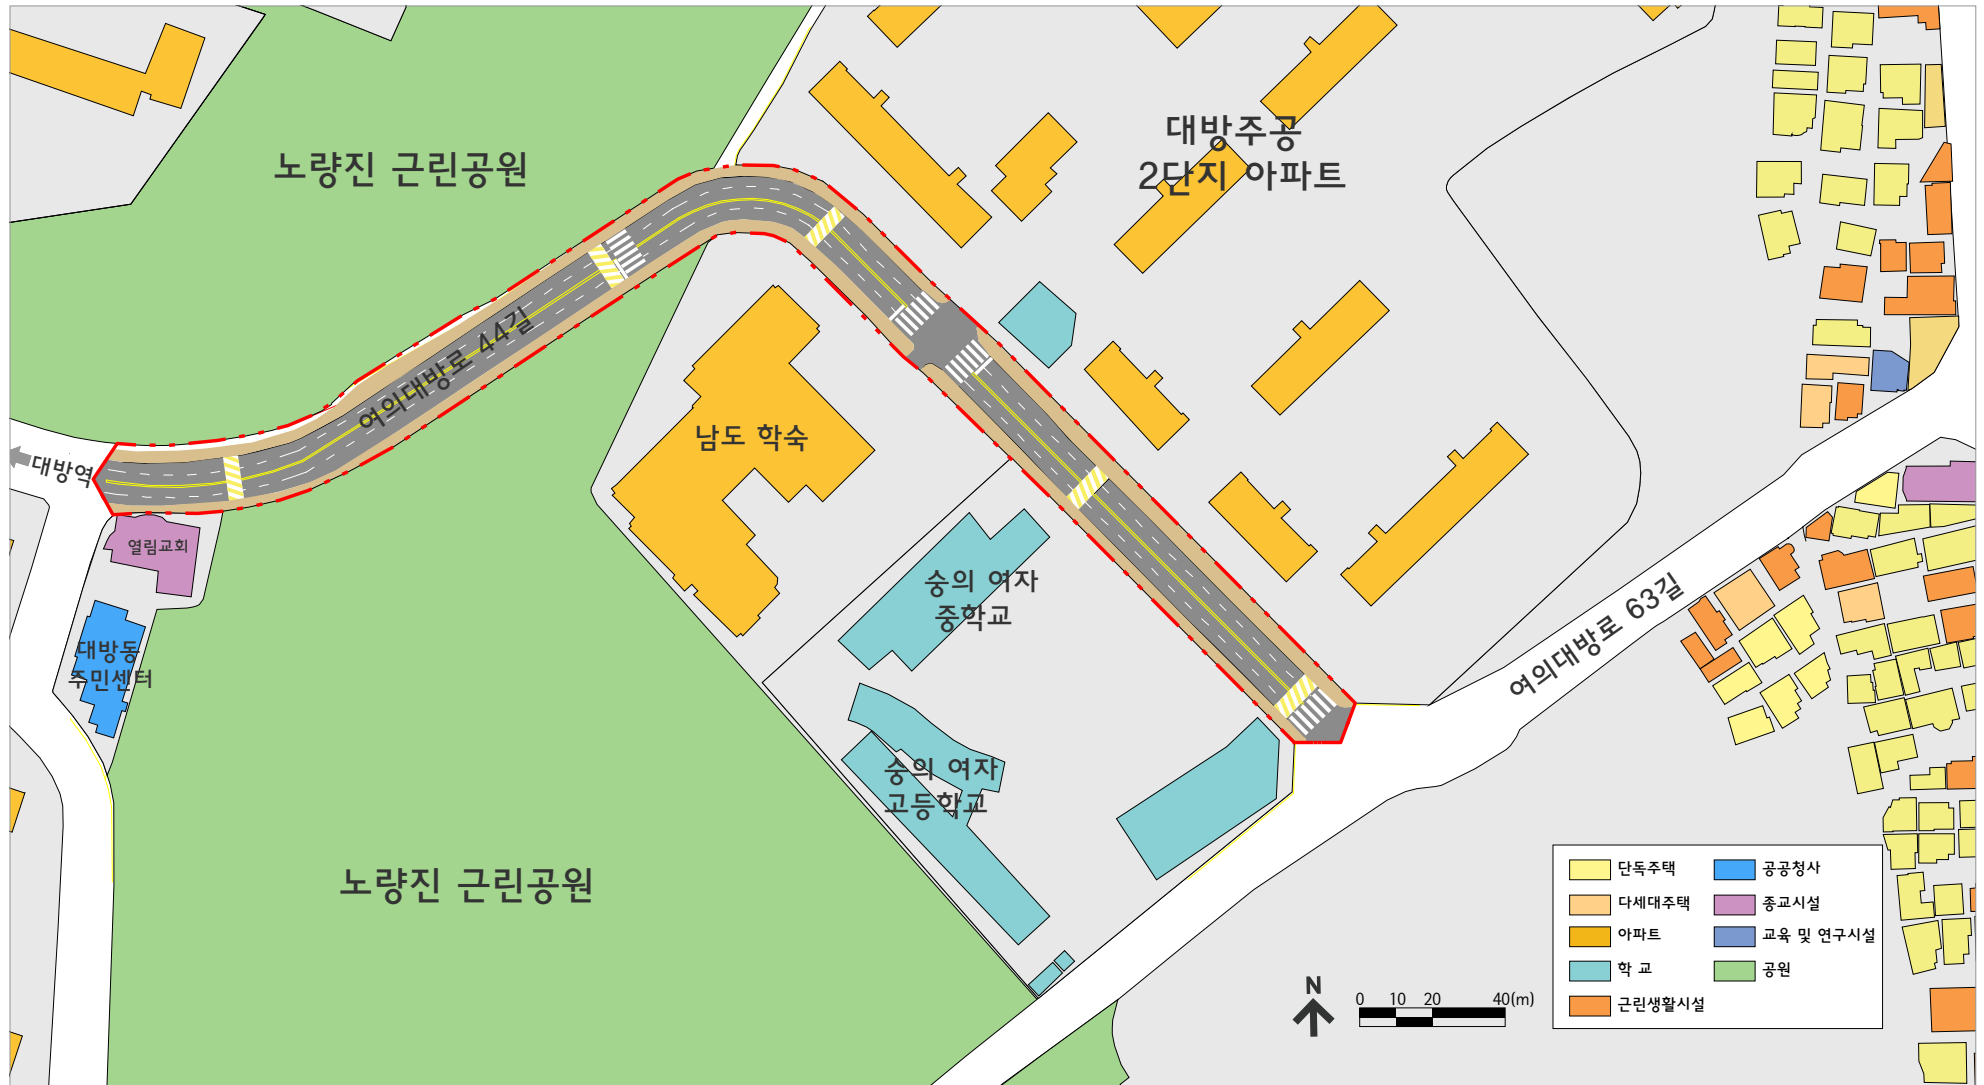 노량진 근린공원
대방주공
2단지 아파트
여의대방로 44길
남도 학숙
대방역
열림교회
숭의 여자
중학교
대방동
주민센터
여의대방로 63길
숭의 여자
고등학교
노량진 근린공원
단독주택
공공청사
다세대주택
종교시설
아파트
교육 및 연구시설
학 교
공원
근린생활시설
N
0 10 20 40(m)